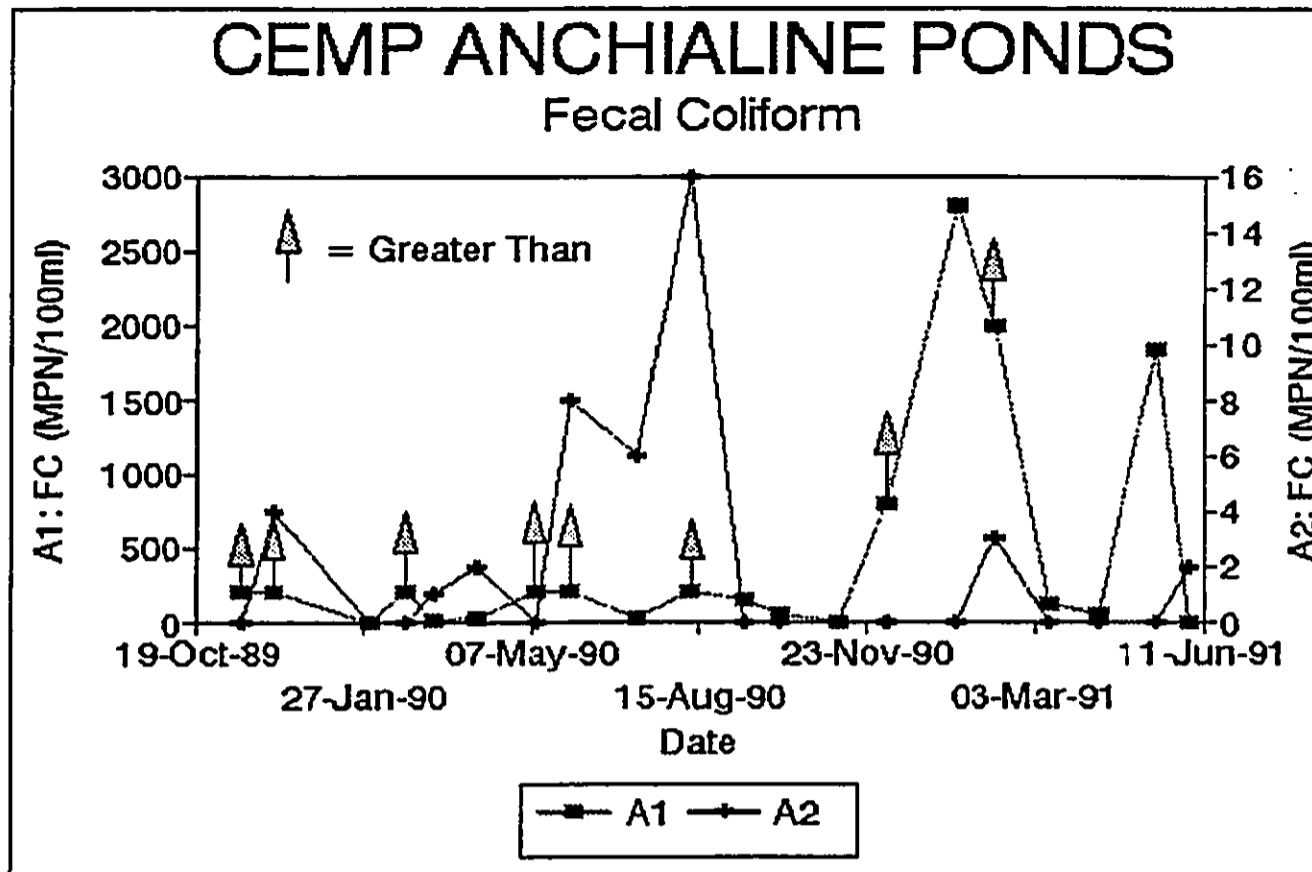 CEMP ANCHIALINE PONDS
Fecal Coliform
= Greater Than
A1: FC (MPN/100ml)
3000
2500
2000
1500
1000
500
0
A2: FC (MPN/100ml)
16
14
12
10
8
6
4
2
0
19-Oct-89 07-May-90 23-Nov-90 11-Jun-91
27-Jan-90 15-Aug-90 03-Mar-91
Date
A1 A2